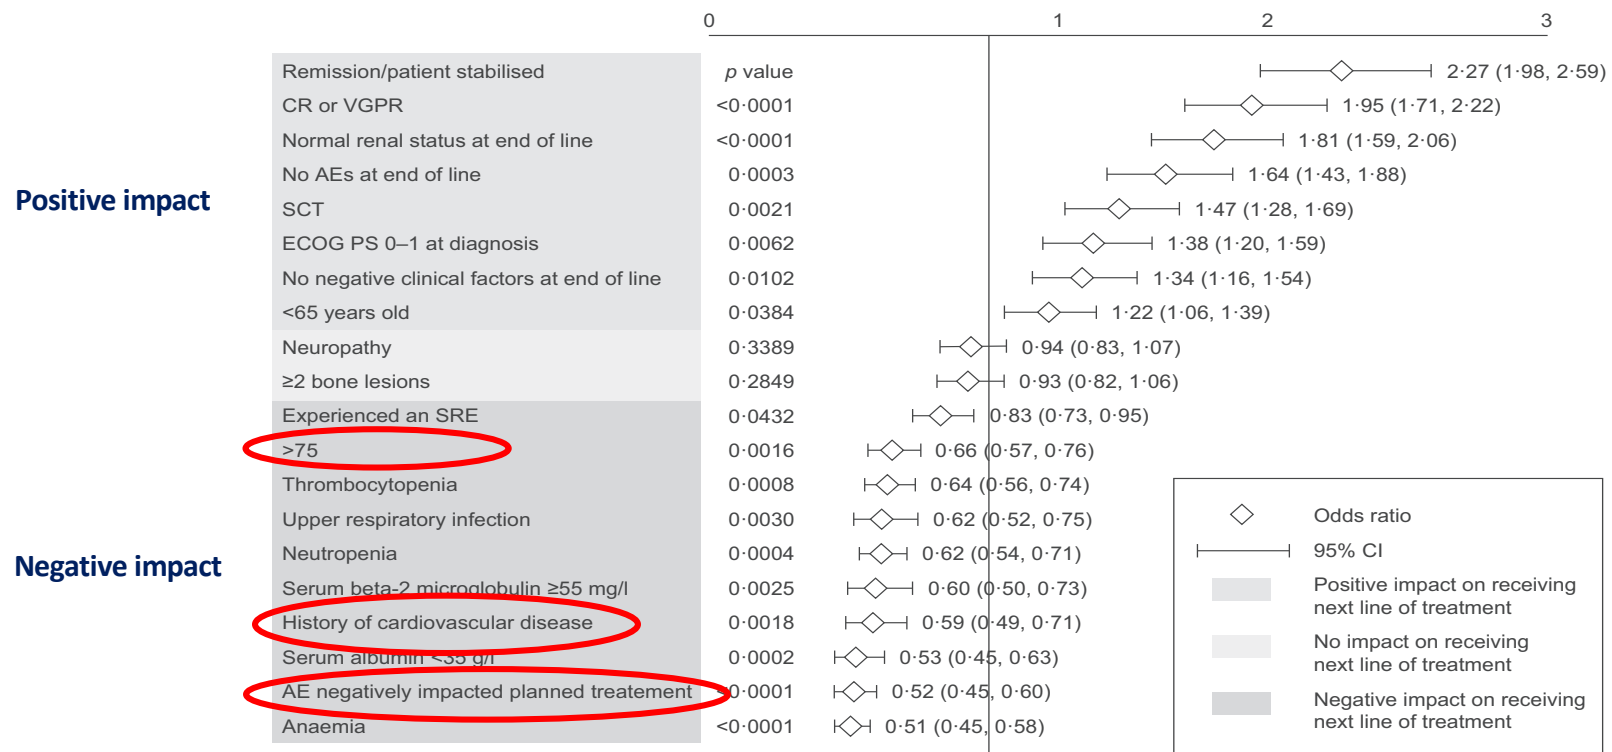 0 1 2 3
Remission/patient stabilised p value 2·27 (1·98, 2·59)
CR or VGPR <0·0001 1·95 (1·71, 2·22)
Normal renal status at end of line <0·0001 1·81 (1·59, 2·06)
No AEs at end of line 0·0003 1·64 (1·43, 1·88)
Positive impact
SCT 0·0021 1·47 (1·28, 1·69)
ECOG PS 0–1 at diagnosis 0·0062 1·38 (1·20, 1·59)
No negative clinical factors at end of line 0·0102 1·34 (1·16, 1·54)
<65 years old 0·0384 1·22 (1·06, 1·39)
Neuropathy 0·3389 0·94 (0·83, 1·07)
≥2 bone lesions 0·2849 0·93 (0·82, 1·06)
Experienced an SRE 0·0432 0·83 (0·73, 0·95)
>75 0·0016 0·66 (0·57, 0·76)
Thrombocytopenia 0·0008 0·64 (0·56, 0·74)
Upper respiratory infection 0·0030 0·62 (0·52, 0·75)
Neutropenia 0·0004 0·62 (0·54, 0·71)
Negative impact
Serum beta-2 microglobulin ≥55 mg/l 0·0025 0·60 (0·50, 0·73)
History of cardiovascular disease 0·0018 0·59 (0·49, 0·71)
Serum albumin <35 g/l 0·0002 0·53 (0·45, 0·63)
AE negatively impacted planned treatement <0·0001 0·52 (0·45, 0·60)
Anaemia <0·0001 0·51 (0·45, 0·58)
Odds ratio
95% CI
Positive impact on receiving
next line of treatment
No impact on receiving
next line of treatment
Negative impact on receiving
next line of treatment